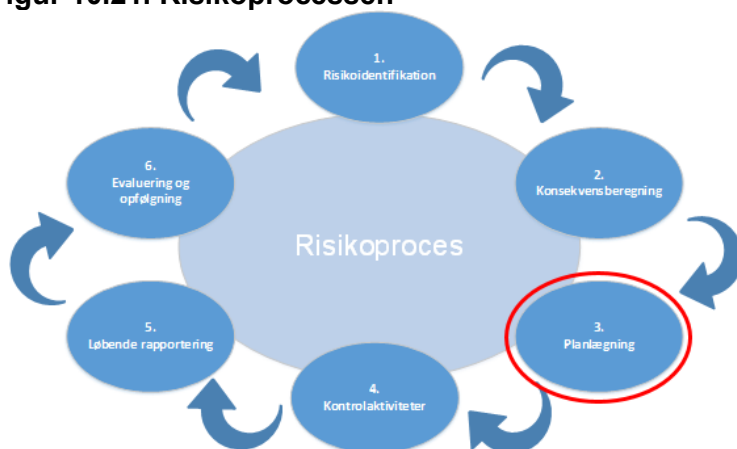 1.
Risikoidentifikation
2.
Konsekvensberegning
3.
Planlægning
4.
Kontrolaktiviteter
5.
Løbende rapportering
6.
Evaluering og
opfølgning
Risikoproces